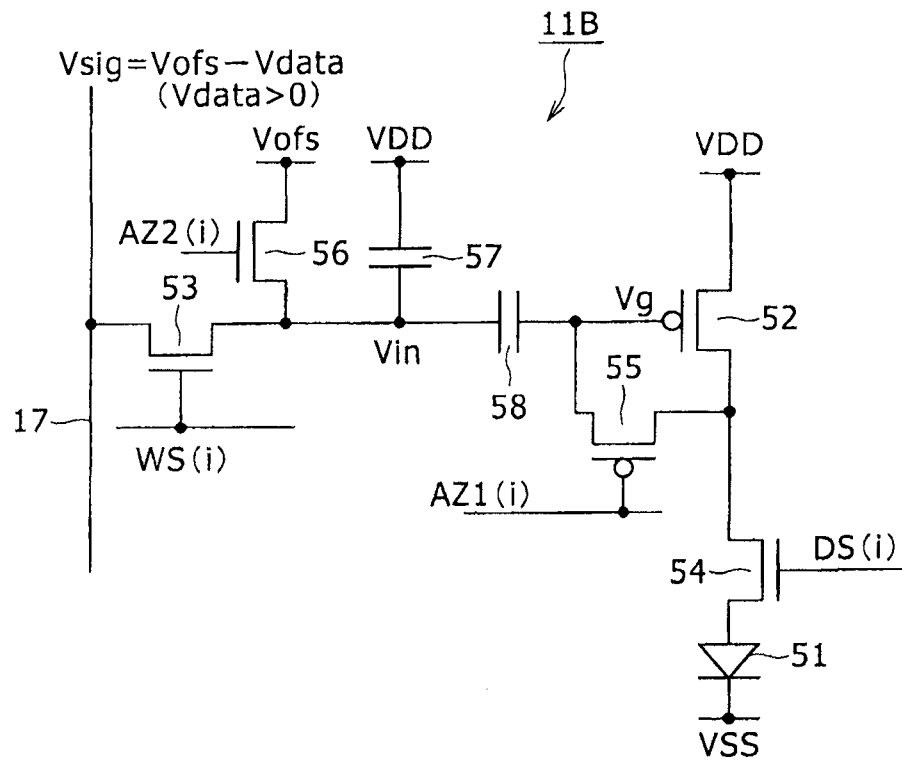 11B
Vsig=Vofs−Vdata
(Vdata>0)
Vofs
VDD
VDD
AZ2(i)
56
57
53
Vg
52
Vin
55
58
17
WS(i)
AZ1(i)
DS(i)
54
51
VSS